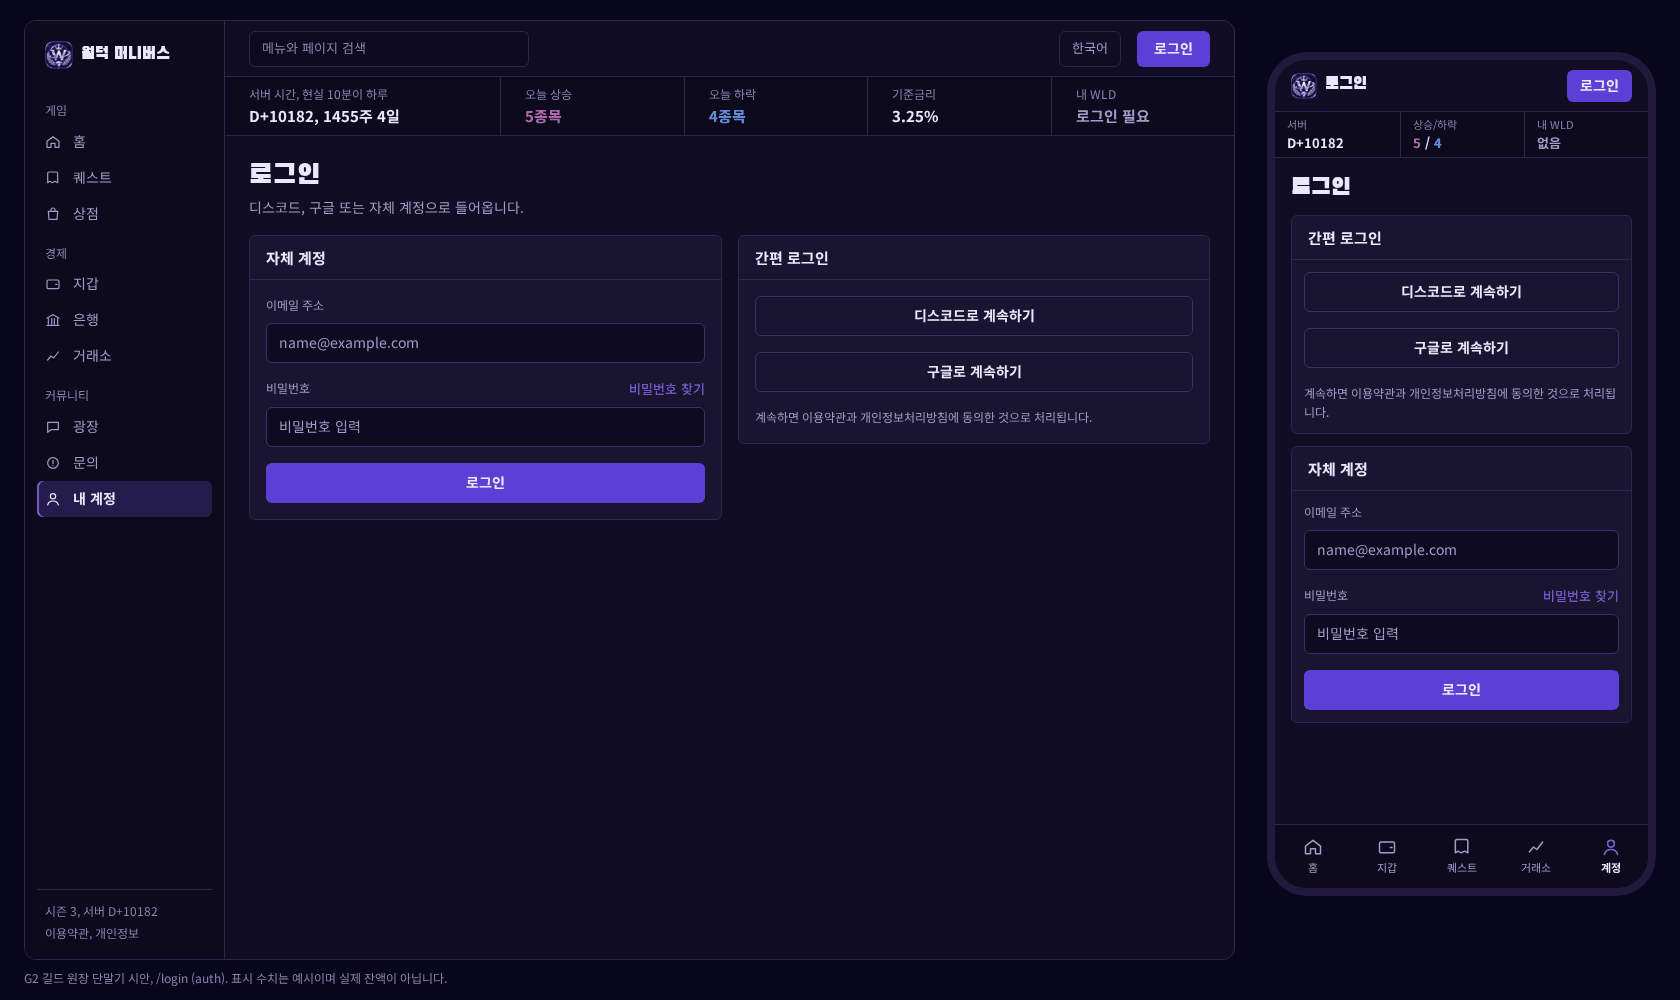 월덕 머니버스
게임
홈
퀘스트
상점
경제
지갑
은행
거래소
커뮤니티
광장
문의
내 계정
시즌 3, 서버 D+10182
이용약관, 개인정보
메뉴와 페이지 검색
한국어
로그인
서버 시간, 현실 10분이 하루
D+10182, 1455주 4일
오늘 상승
5종목
오늘 하락
4종목
기준금리
3.25%
내 WLD
로그인 필요
로그인
디스코드, 구글 또는 자체 계정으로 들어옵니다.
자체 계정
이메일 주소
name@example.com
비밀번호
비밀번호 찾기
비밀번호 입력
로그인
간편 로그인
디스코드로 계속하기
구글로 계속하기
계속하면 이용약관과 개인정보처리방침에 동의한 것으로 처리됩니다.
W
로그인
로그인
서버
D+10182
상승/하락
5 / 4
내 WLD
없음
로그인
간편 로그인
디스코드로 계속하기
구글로 계속하기
계속하면 이용약관과 개인정보처리방침에 동의한 것으로 처리됩
니다.
자체 계정
이메일 주소
name@example.com
비밀번호
비밀번호 찾기
비밀번호 입력
로그인
홈
지갑
퀘스트
거래소
계정
G2 길드 원장 단말기 시안, /login (auth). 표시 수치는 예시이며 실제 잔액이 아닙니다.